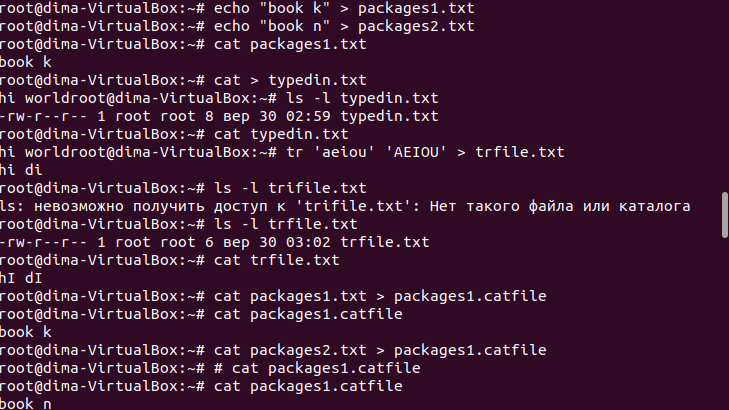 root@dima-VirtualBox:~# echo "book k" > packages1.txt
root@dima-VirtualBox:~# echo "book n" > packages2.txt
root@dima-VirtualBox:~# cat packages1.txt
book k
root@dima-VirtualBox:~# cat > typedin.txt
hi worldroot@dima-VirtualBox:~# ls -l typedin.txt
-rw-r--r-- 1 root root 8 вер 30 02:59 typedin.txt
root@dima-VirtualBox:~# cat typedin.txt
hi worldroot@dima-VirtualBox:~# tr 'aeiou' 'AEIOU' > trfile.txt
hi di
root@dima-VirtualBox:~# ls -l trifile.txt
ls: невозможно получить доступ к 'trifile.txt': Нет такого файла или каталога
root@dima-VirtualBox:~# ls -l trfile.txt
-rw-r--r-- 1 root root 6 вер 30 03:02 trfile.txt
root@dima-VirtualBox:~# cat trfile.txt
hI dI
root@dima-VirtualBox:~# cat packages1.txt > packages1.catfile
root@dima-VirtualBox:~# cat packages1.catfile
book k
root@dima-VirtualBox:~# cat packages2.txt > packages1.catfile
root@dima-VirtualBox:~# # cat packages1.catfile
root@dima-VirtualBox:~# cat packages1.catfile
book n